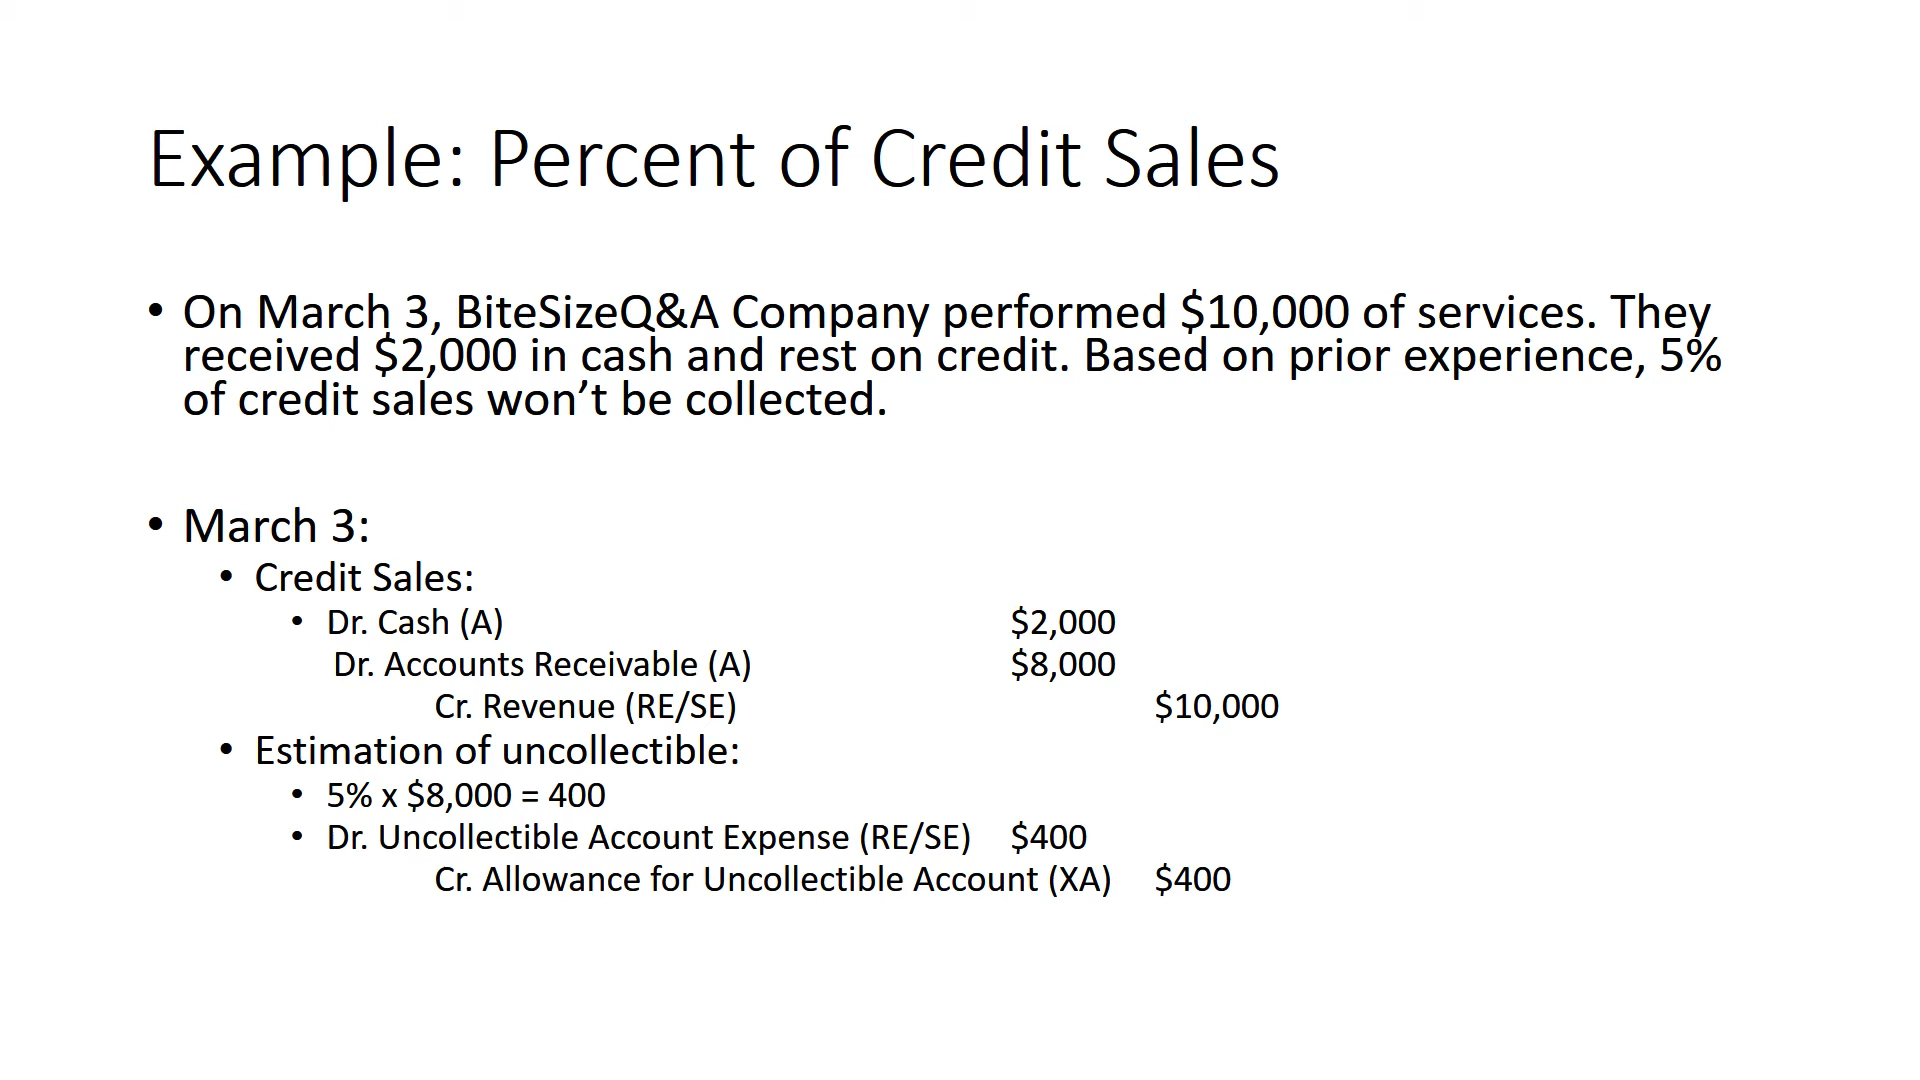 Example: Percent of Credit Sales
• On March 3, BiteSizeQ&A Company performed $10,000 of services. They
received $2,000 in cash and rest on credit. Based on prior experience, 5%
of credit sales won’t be collected.
• March 3:
• Credit Sales:
• Dr. Cash (A) $2,000
Dr. Accounts Receivable (A) $8,000
Cr. Revenue (RE/SE) $10,000
• Estimation of uncollectible:
• 5% x $8,000 = 400
• Dr. Uncollectible Account Expense (RE/SE) $400
Cr. Allowance for Uncollectible Account (XA) $400